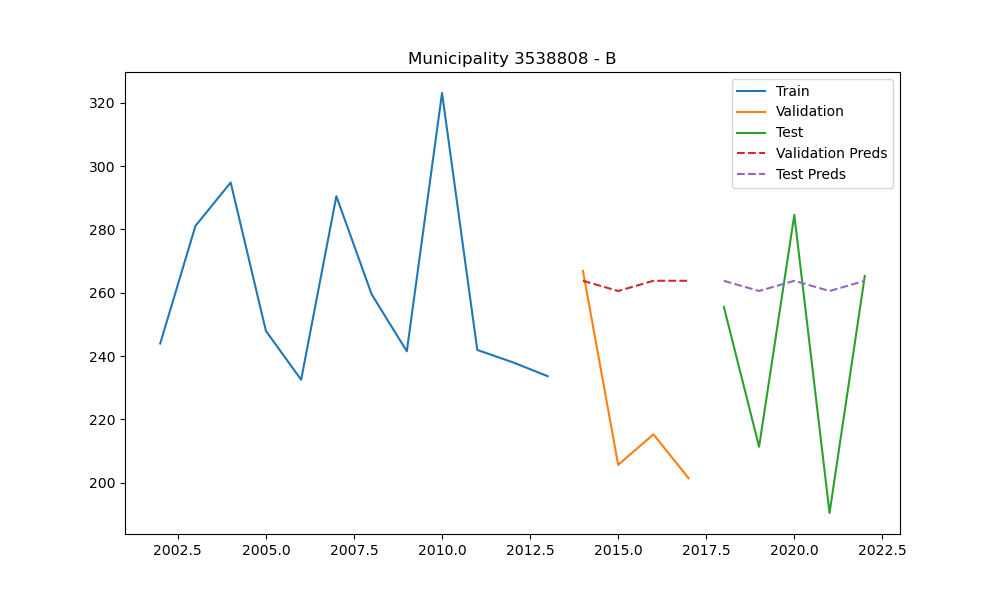 Municipality 3538808 - B
Train
Validation
Test
Validation Preds
Test Preds
320
300
280
260
240
220
200
2002.5 2005.0 2007.5 2010.0 2012.5 2015.0 2017.5 2020.0 2022.5